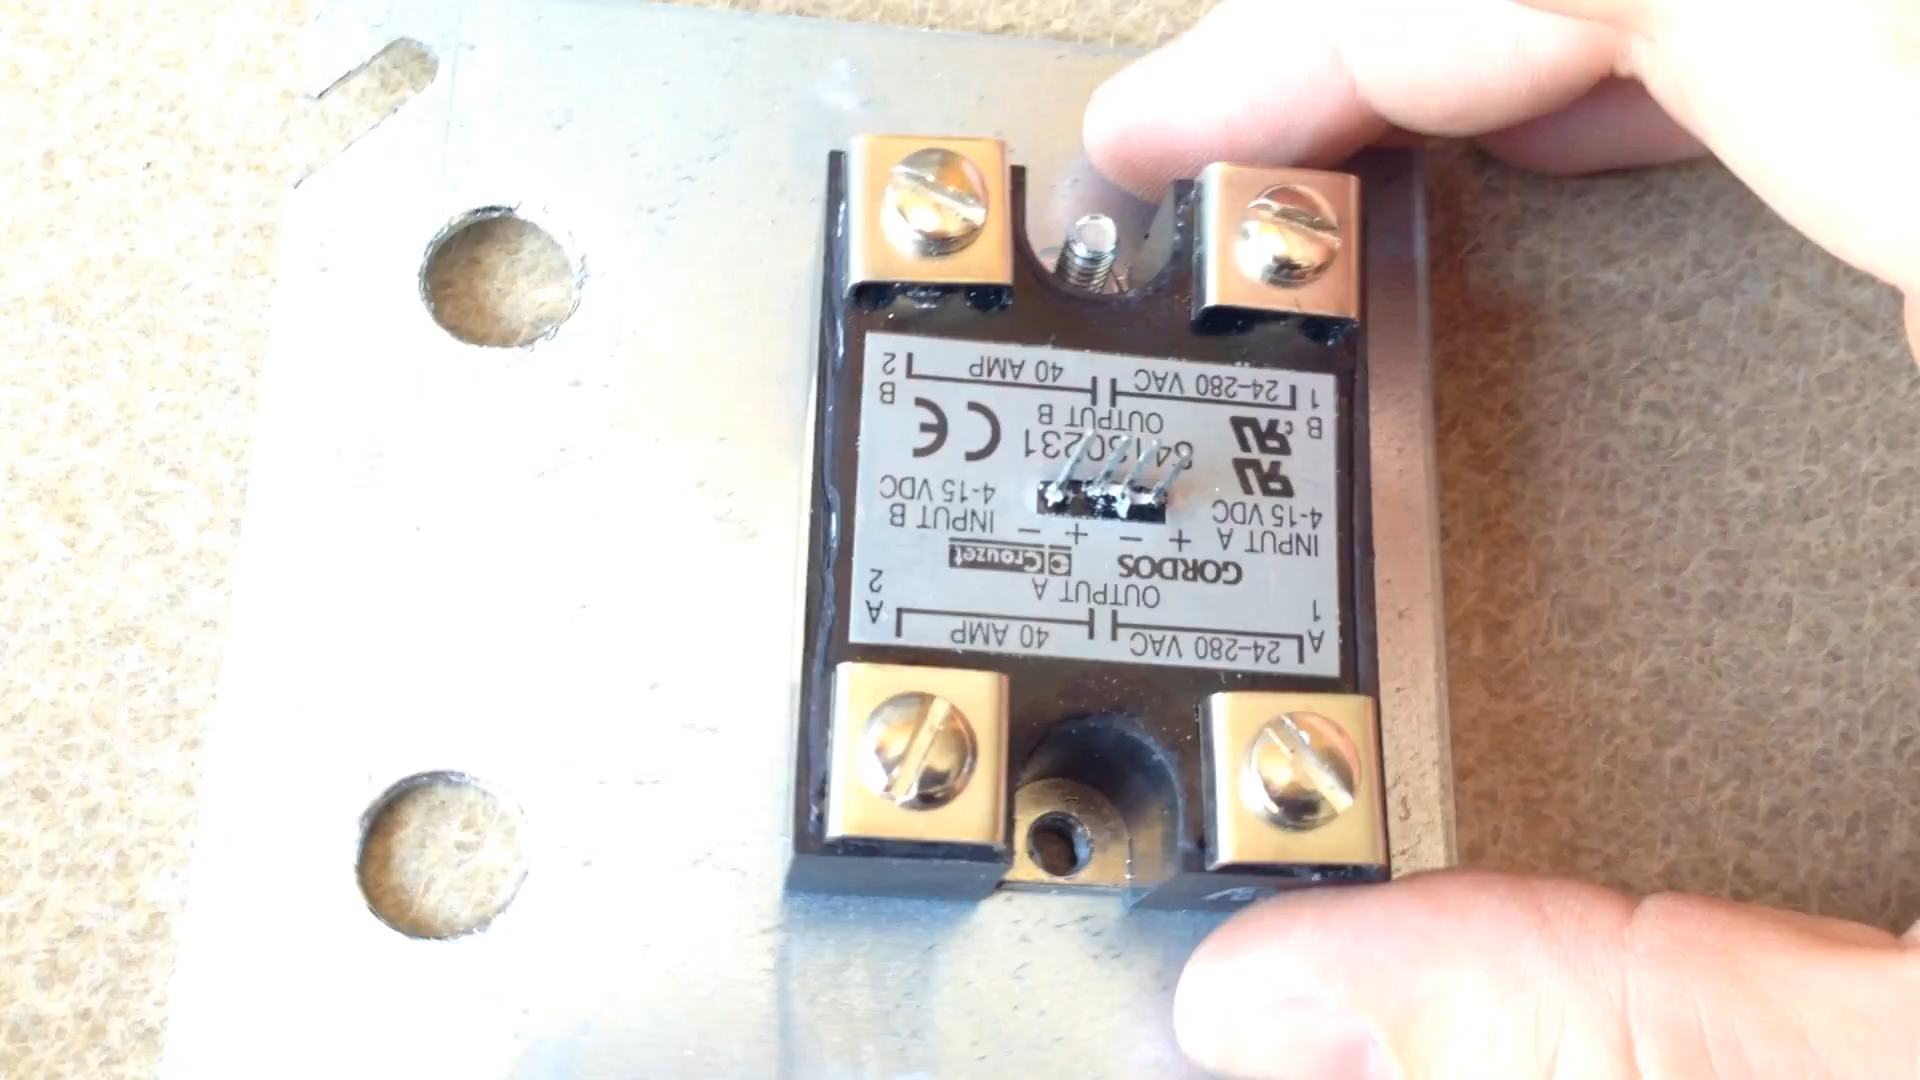 A 24-280 VAC 40 AMP A
1 OUTPUT A 2
GORDOS Crouzet
INPUT A + - + - INPUT B
4-15 VDC 4-15 VDC
84130231 CE
B OUTPUT B B
1 24-280 VAC 40 AMP 2